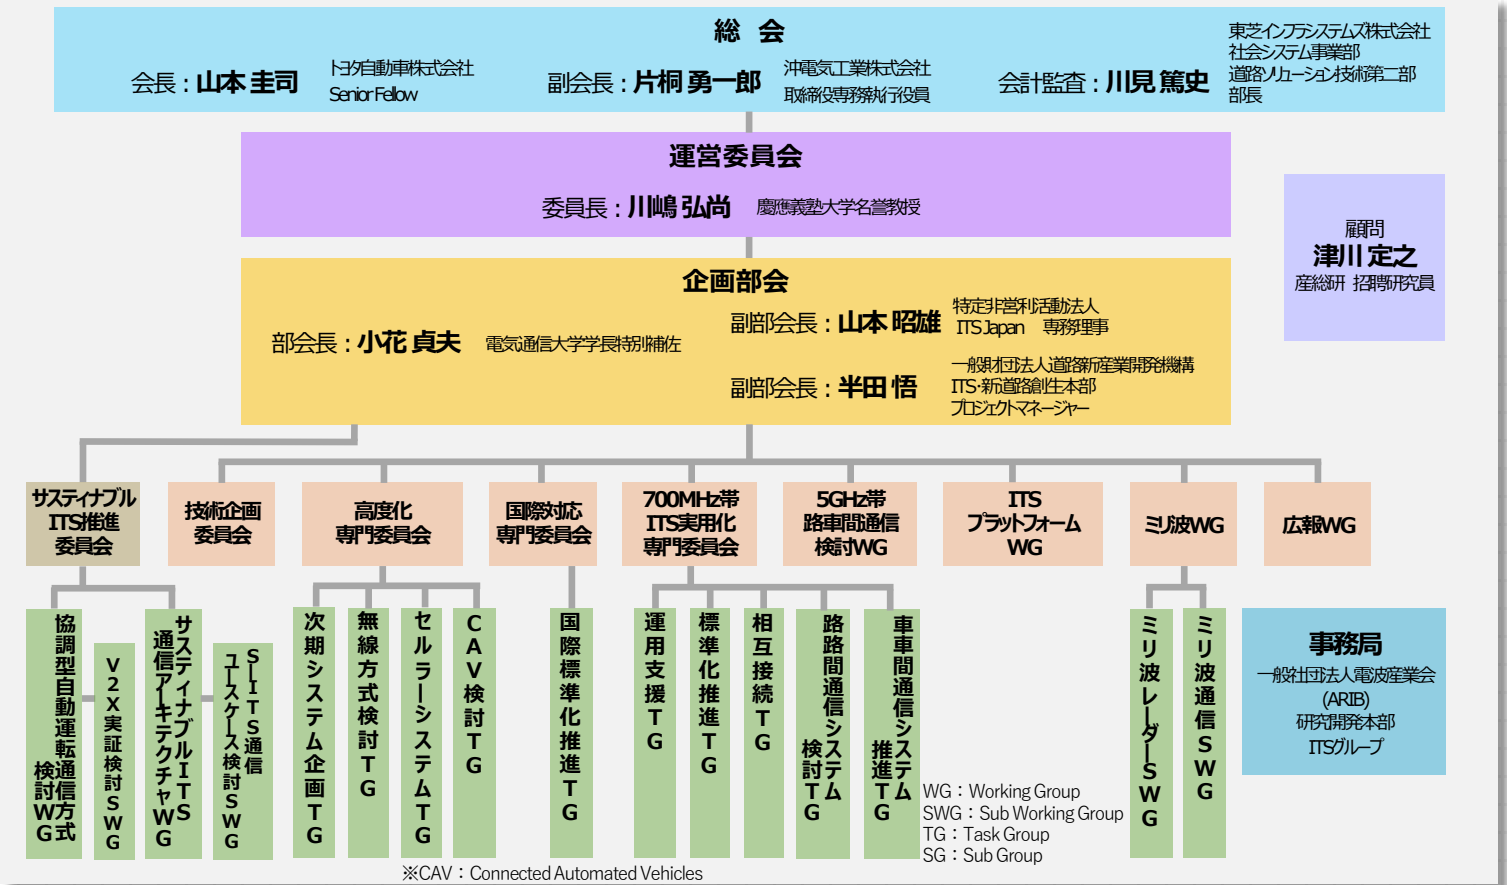 総 会
会長：山本 圭司
トヨタ自動車株式会社
Senior Fellow
副会長：片桐 勇一郎
沖電気工業株式会社
取締役専務執行役員
会計監査：川見 篤史
東芝インフラシステムズ株式会社
社会システム事業部
道路ソリューション技術第二部
部長
運営委員会
委員長：川嶋 弘尚 慶應義塾大学名誉教授
顧問
津川 定之
産総研 招聘研究員
企画部会
部会長：小花 貞夫 電気通信大学学長特別補佐
副部会長：山本 昭雄
特定非営利活動法人
ITS Japan 専務理事
副部会長：半田 悟
一般財団法人道路新産業開発機構
ITS・新道路創生本部
プロジェクトマネージャー
サスティナブル
ITS推進
委員会
技術企画
委員会
高度化
専門委員会
国際対応
専門委員会
700MHz帯
ITS実用化
専門委員会
5GHz帯
路車間通信
検討WG
ITS
プラットフォーム
WG
ミリ波WG
広報WG
協調型自動運転通信方式
検討WG
V2X実証検討SWG
サスティナブルITS
通信アーキテクチャWG
S-ITS通信
ユースケース検討SWG
次期システム企画TG
無線方式検討TG
セルラーシステムTG
CAV検討TG
国際標準化推進TG
運用支援TG
標準化推進TG
相互接続TG
路路間通信システム
検討TG
車車間通信システム
推進TG
ミリ波レーダーSWG
ミリ波通信SWG
事務局
一般社団法人電波産業会
(ARIB)
研究開発本部
ITSグループ
WG：Working Group
SWG：Sub Working Group
TG：Task Group
SG：Sub Group
※CAV：Connected Automated Vehicles